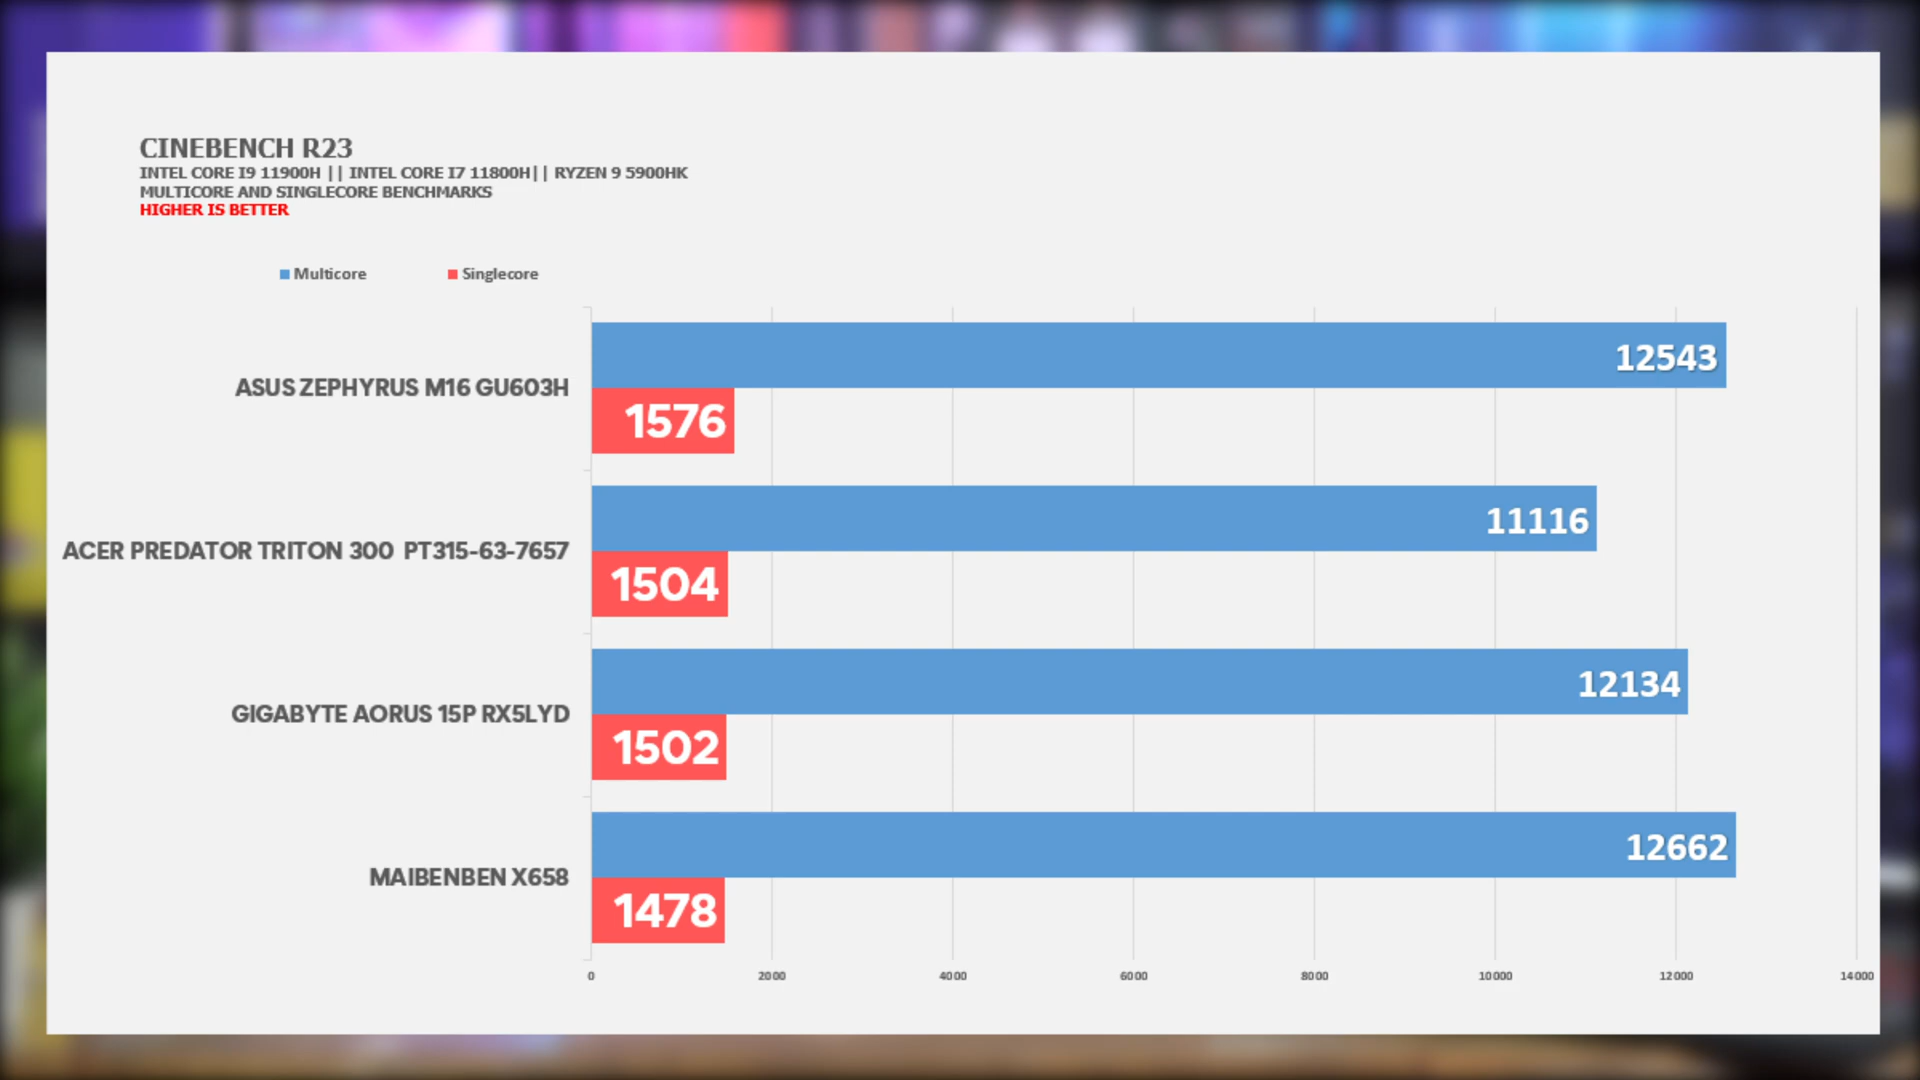 CINEBENCH R23
INTEL CORE I9 11900H || INTEL CORE I7 11800H|| RYZEN 9 5900HK
MULTICORE AND SINGLECORE BENCHMARKS
HIGHER IS BETTER
Multicore Singlecore
12543
ASUS ZEPHYRUS M16 GU603H
1576
11116
ACER PREDATOR TRITON 300 PT315-63-7657
1504
12134
GIGABYTE AORUS 15P RX5LYD
1502
12662
MAIBENBEN X658
1478
0 2000 4000 6000 8000 10000 12000 14000